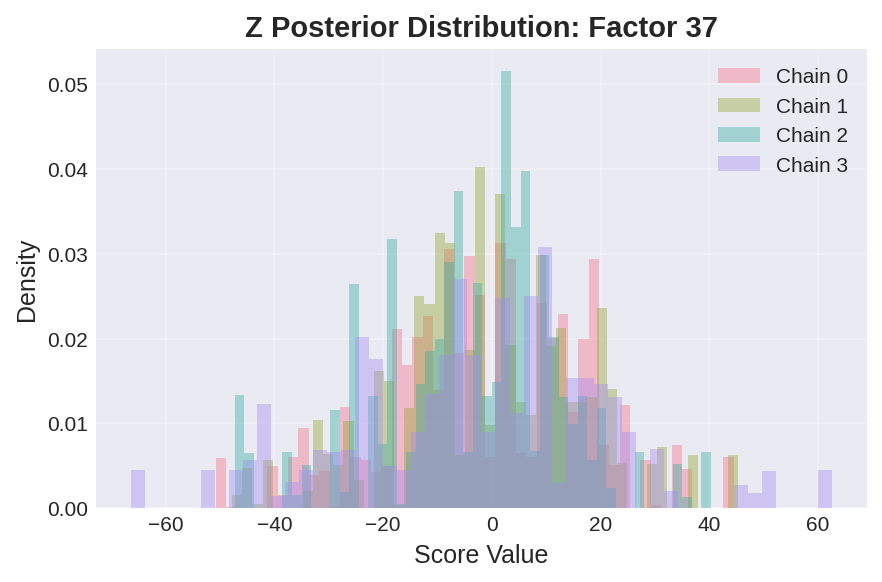 Z Posterior Distribution: Factor 37
Chain 0
Chain 1
Chain 2
Chain 3
0.05
0.04
0.03
0.02
0.01
0.00
Density
−60
−40
−20
0
20
40
60
Score Value